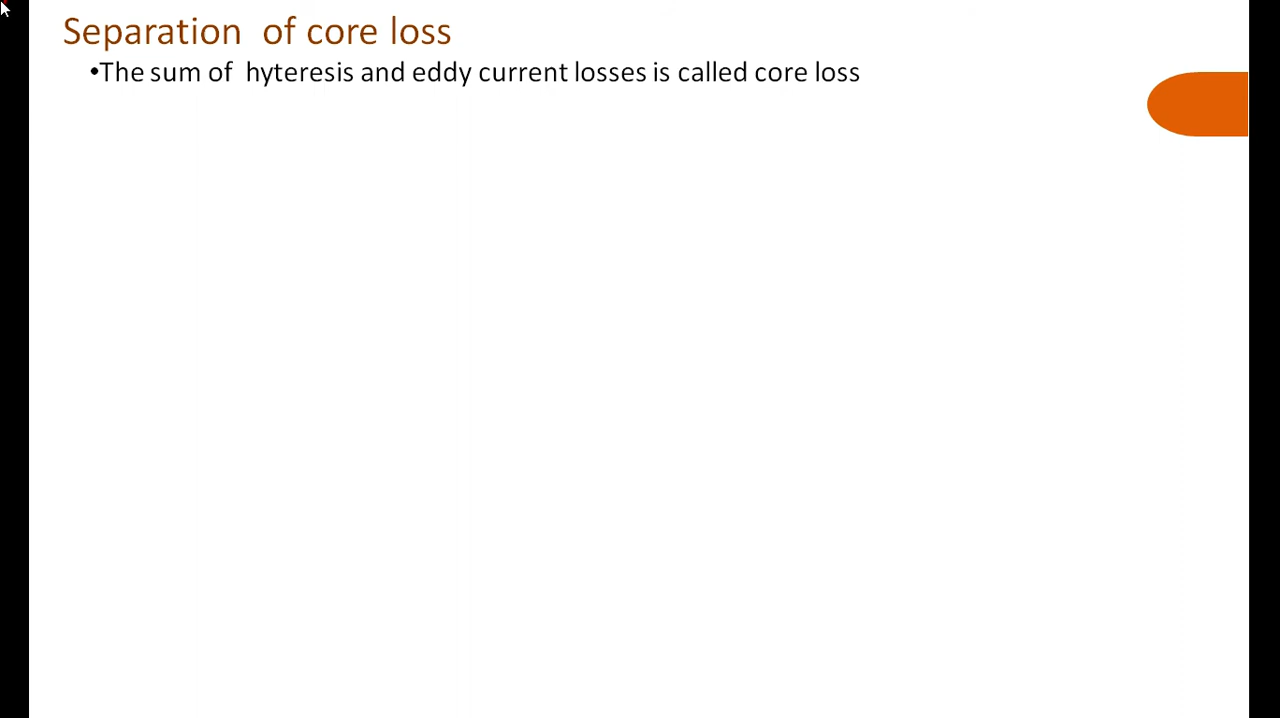 Separation of core loss
•The sum of hyteresis and eddy current losses is called core loss